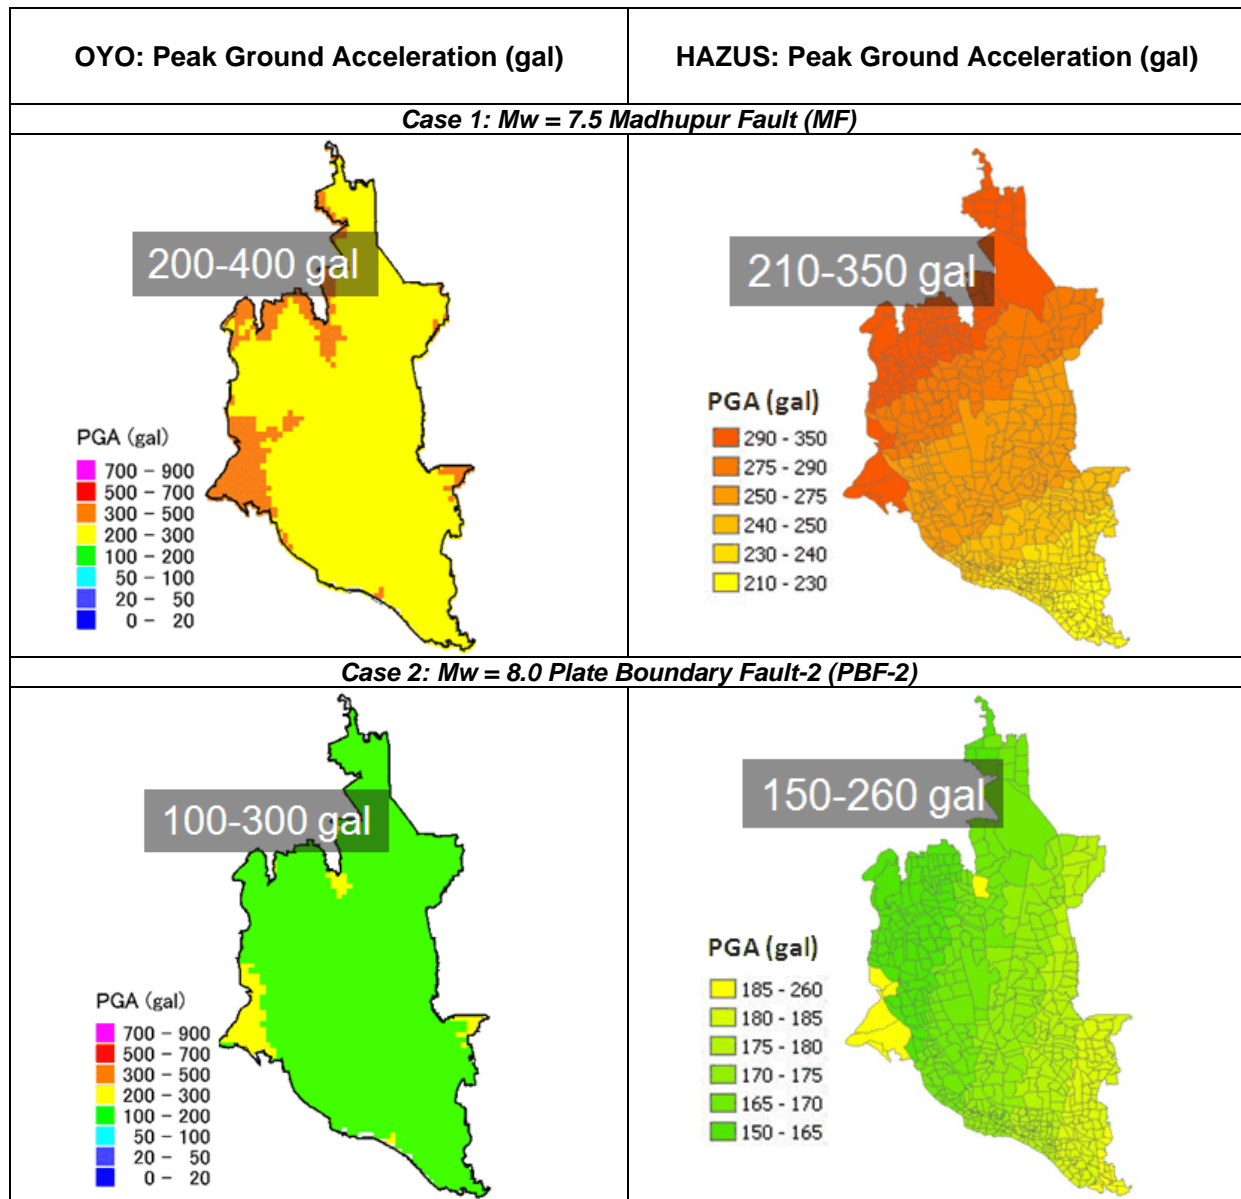 OYO: Peak Ground Acceleration (gal)
HAZUS: Peak Ground Acceleration (gal)
Case 1: Mw = 7.5 Madhupur Fault (MF)
200-400 gal
PGA (gal)
700 – 900
500 – 700
300 – 500
200 – 300
100 – 200
50 – 100
20 – 50
0 – 20
210-350 gal
PGA (gal)
290 - 350
275 - 290
250 - 275
240 - 250
230 - 240
210 - 230
Case 2: Mw = 8.0 Plate Boundary Fault-2 (PBF-2)
100-300 gal
PGA (gal)
700 – 900
500 – 700
300 – 500
200 – 300
100 – 200
50 – 100
20 – 50
0 – 20
150-260 gal
PGA (gal)
185 - 260
180 - 185
175 - 180
170 - 175
165 - 170
150 - 165